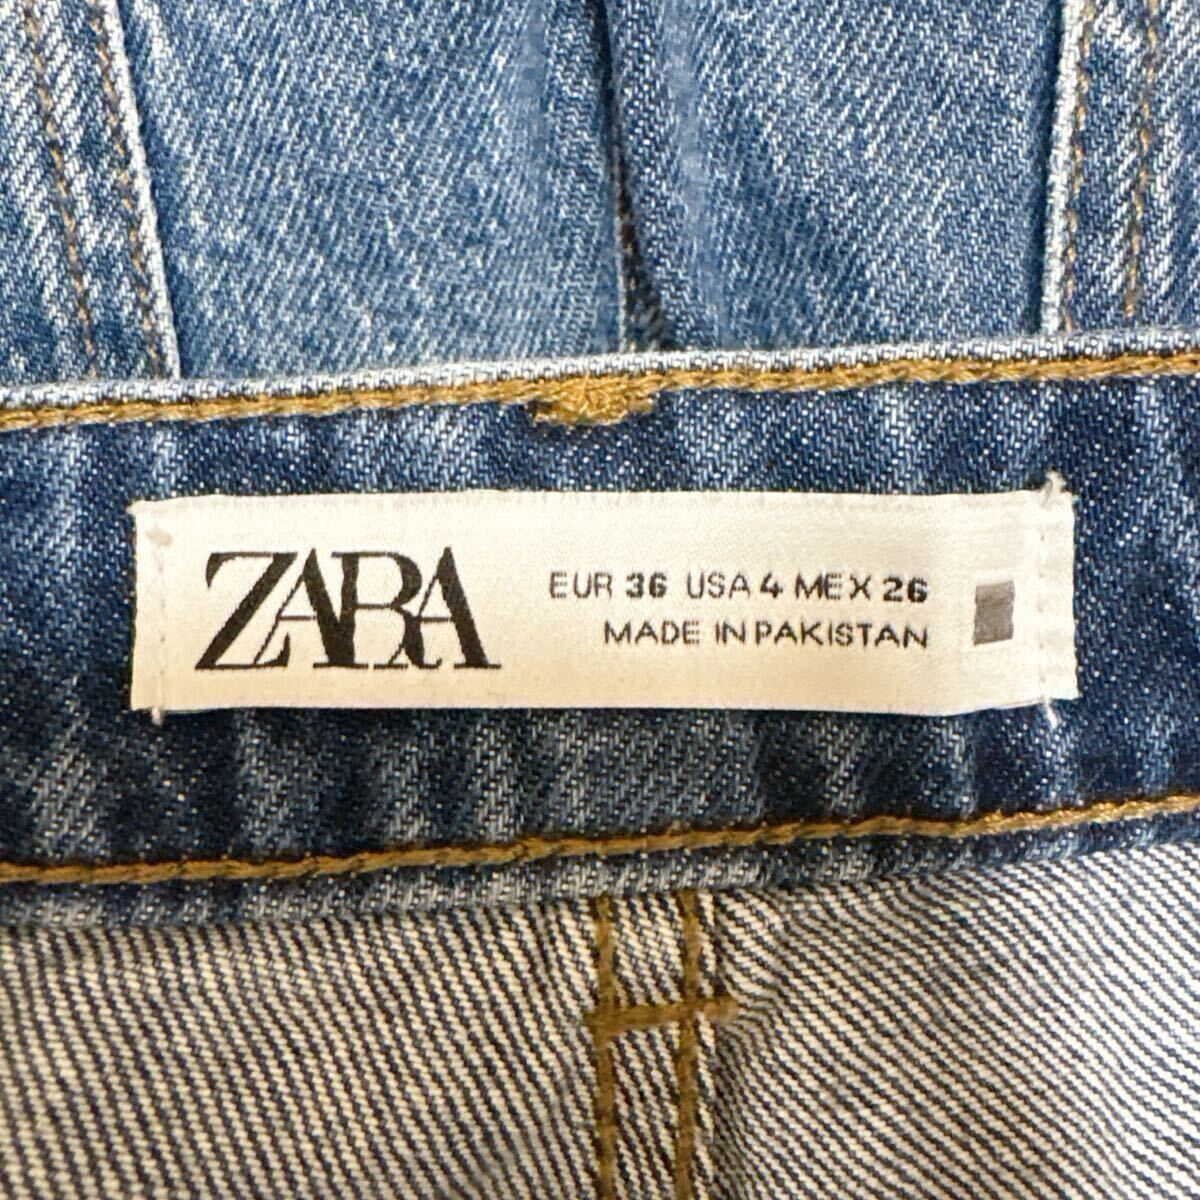 ZARA
EUR 36 USA 4 MEX 26
MADE IN PAKISTAN